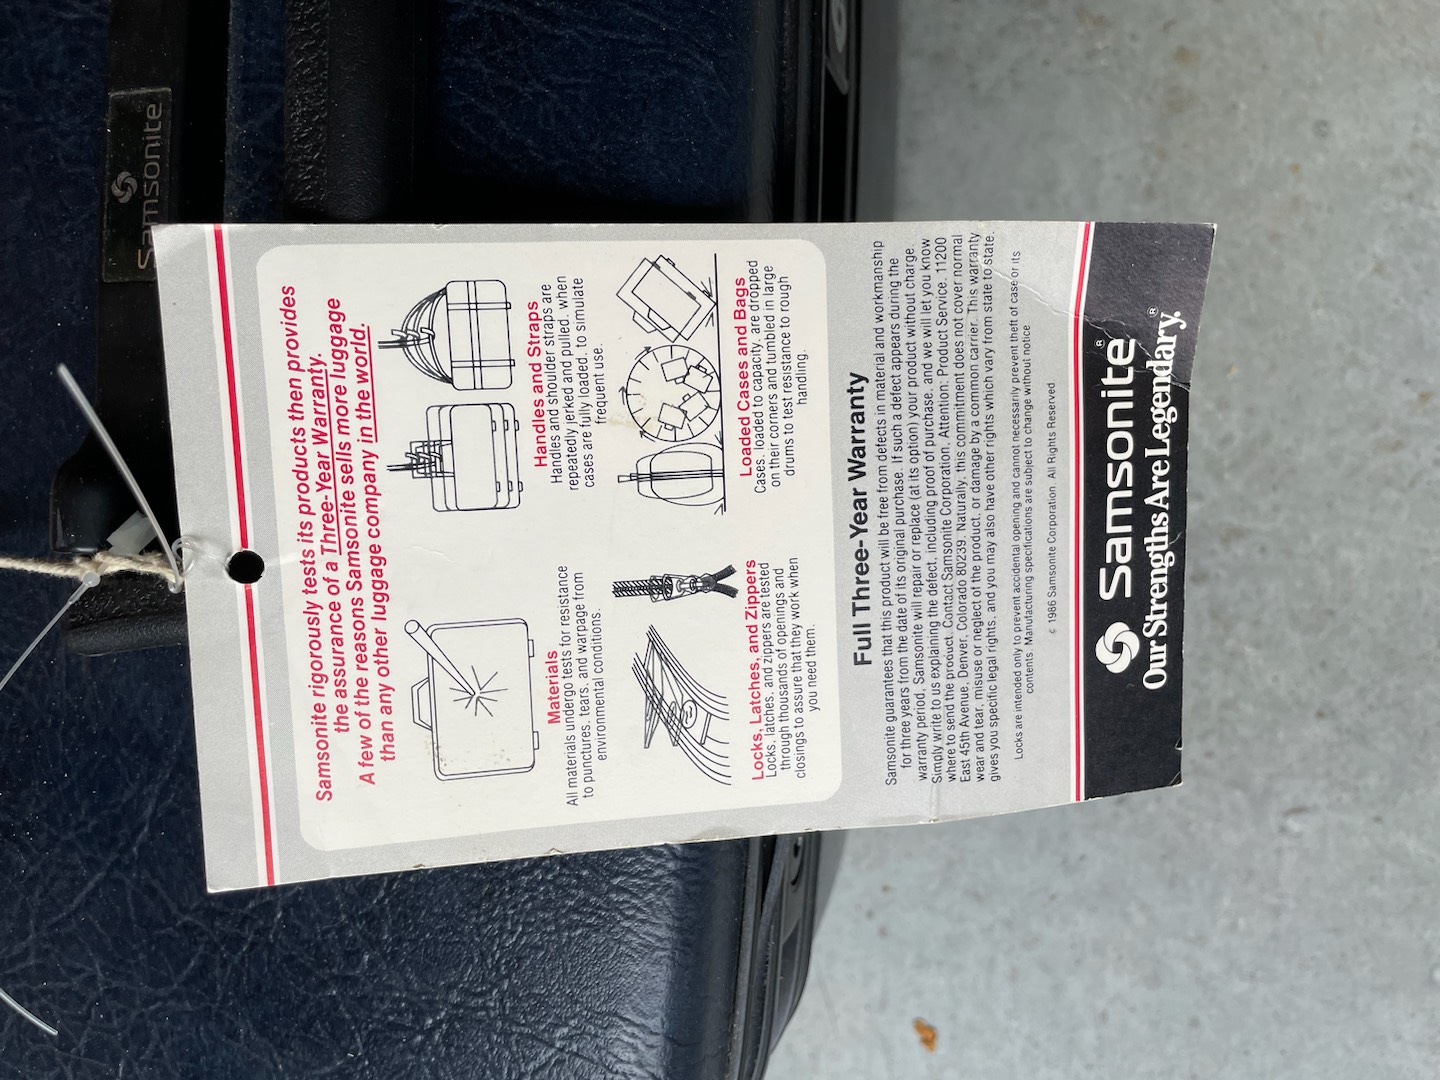 Samsonite
Samsonite rigorously tests its products then provides
the assurance of a Three-Year Warranty.
A few of the reasons Samsonite sells more luggage
than any other luggage company in the world.
Materials
All materials undergo tests for resistance
to punctures, tears, and warpage from
environmental conditions.
Handles and Straps
Handles and shoulder straps are
repeatedly jerked and pulled, when
cases are fully loaded, to simulate
frequent use.
Locks, Latches, and Zippers
Locks, latches, and zippers are tested
through thousands of openings and
closings to assure that they work when
you need them.
Loaded Cases and Bags
Cases, loaded to capacity, are dropped
on their corners and tumbled in large
drums to test resistance to rough
handling.
Full Three-Year Warranty
Samsonite guarantees that this product will be free from defects in material and workmanship
for three years from the date of its original purchase. If such a defect appears during the
warranty period, Samsonite will repair or replace (at its option) your product without charge.
Simply write to us explaining the defect, including proof of purchase, and we will let you know
where to send the product. Contact Samsonite Corporation, Attention: Product Service, 11200
East 45th Avenue, Denver, Colorado 80239. Naturally, this commitment does not cover normal
wear and tear, misuse or neglect of the product, or damage by a common carrier. This warranty
gives you specific legal rights, and you may also have other rights which vary from state to state.
Locks are intended only to prevent accidental opening and cannot necessarily prevent theft of case or its
contents. Manufacturing specifications are subject to change without notice
© 1986 Samsonite Corporation. All Rights Reserved
Samsonite®
Our Strengths Are Legendary.®